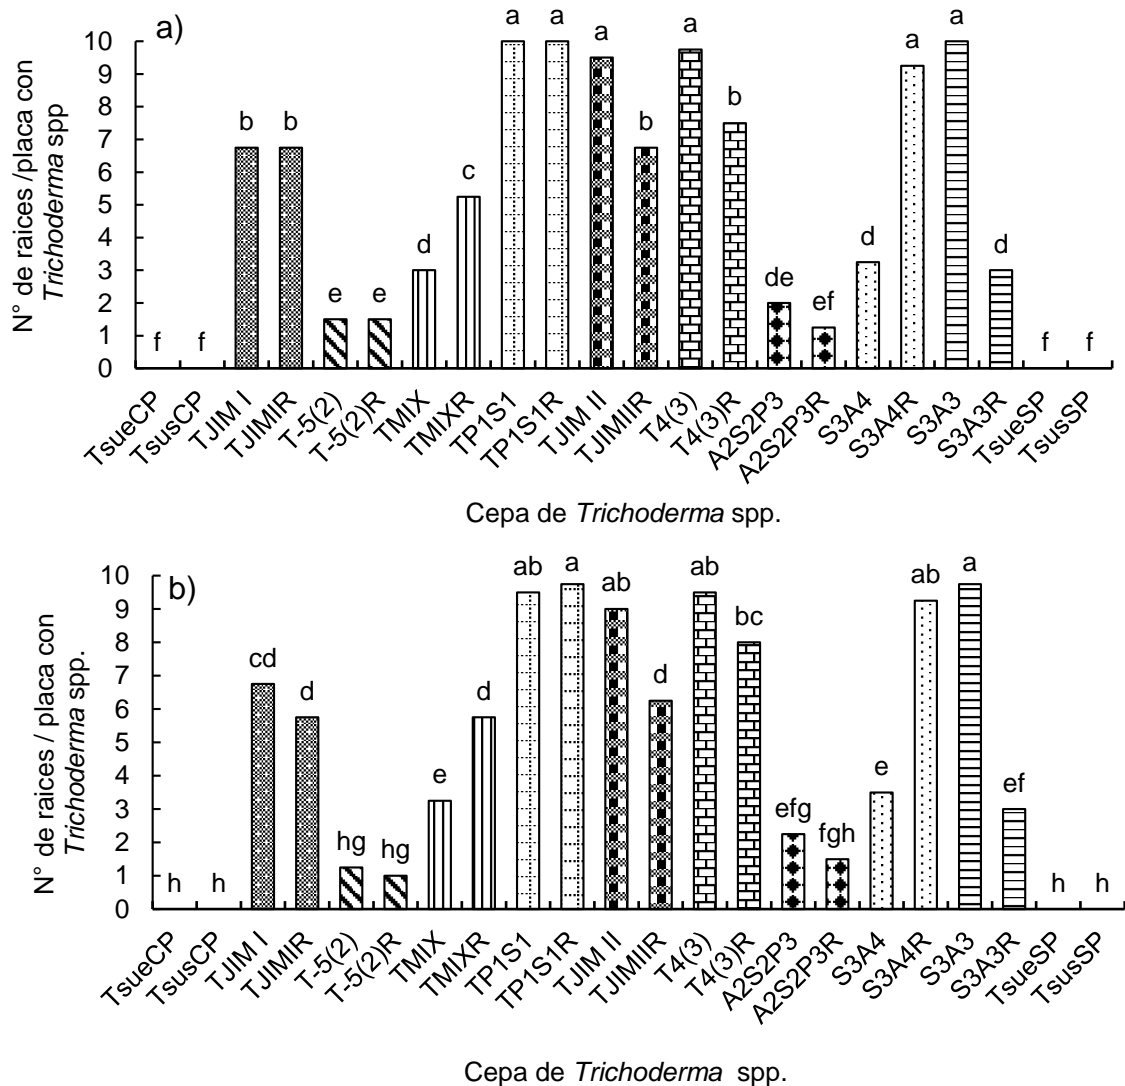 a)
N° de raices /placa con
Trichoderma spp
10
9
8
7
6
5
4
3
2
1
0
f f b b e e d c a a a b a b de ef d a a d f f
TsueCP TsusCP TJIM I TJIMIR T-5(2) T-5(2)R TMIX TMIXR TP1S1 TP1S1R TJIM II TJIMIIR T4(3) T4(3)R A2S2P3 A2S2P3R S3A4 S3A4R S3A3 S3A3R TsueSP TsusSP
Cepa de Trichoderma spp.
b)
N° de raices / placa con
Trichoderma spp.
10
9
8
7
6
5
4
3
2
1
0
h h cd d hg hg e d ab a ab d ab bc efg fgh e ab a ef h h
TsueCP TsusCP TJIM I TJIMIR T-5(2) T-5(2)R TMIX TMIXR TP1S1 TP1S1R TJIM II TJIMIIR T4(3) T4(3)R A2S2P3 A2S2P3R S3A4 S3A4R S3A3 S3A3R TsueSP TsusSP
Cepa de Trichoderma spp.